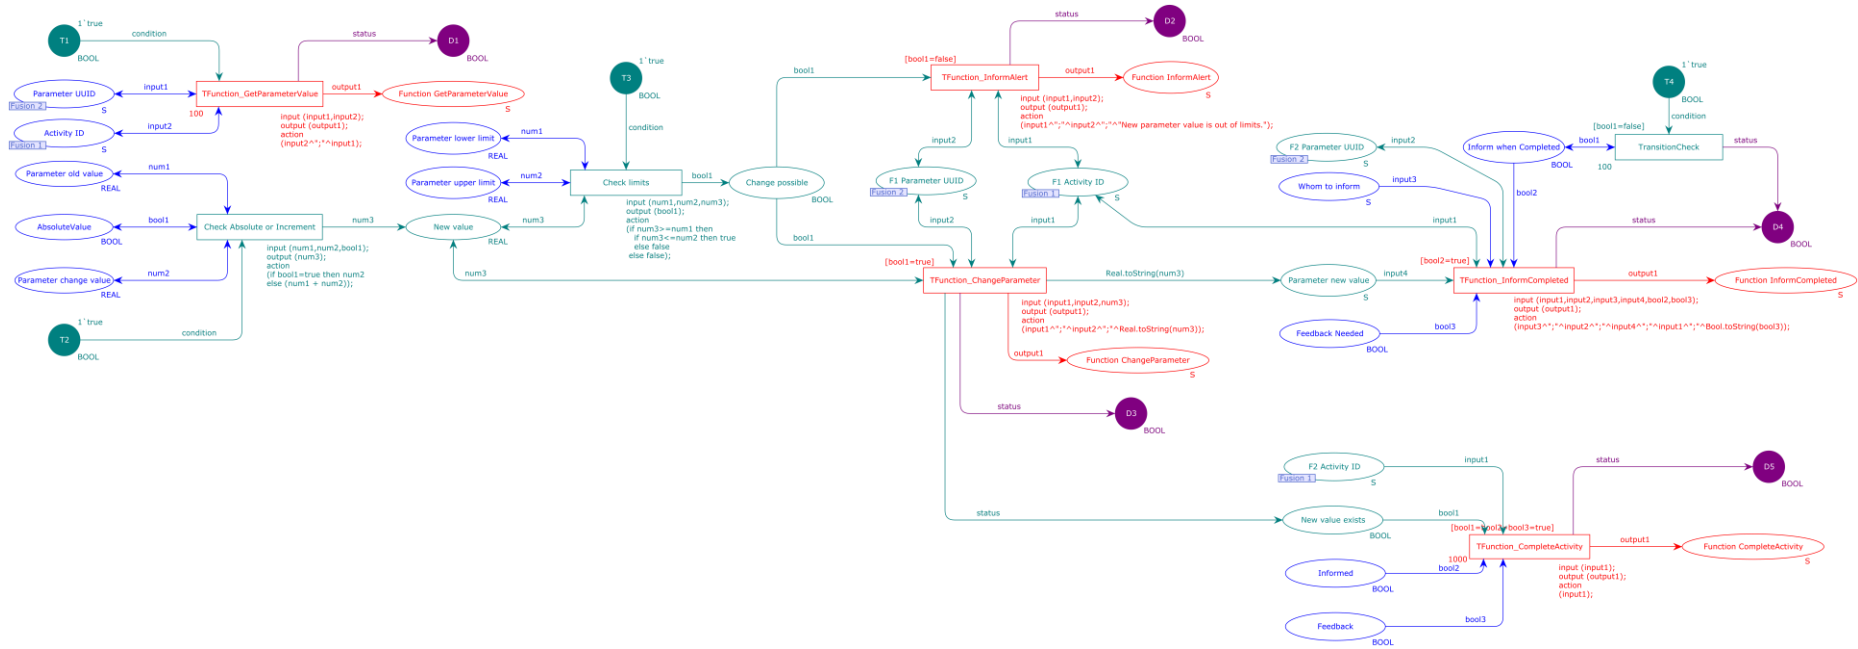 1`true
T1
BOOL
condition
status
D1
BOOL
Parameter UUID
Fusion 2
S
input1
TFunction_GetParameterValue
100
output1
Function GetParameterValue
S
Activity ID
Fusion 1
S
input2
input (input1,input2);
output (output1);
action
(input2^";"^input1);
Parameter old value
REAL
num1
AbsoluteValue
BOOL
bool1
Check Absolute or Increment
num3
New value
REAL
input (num1,num2,bool1);
output (num3);
action
(if bool1=true then num2
else (num1 + num2));
Parameter change value
REAL
num2
1`true
T2
BOOL
condition
1`true
T3
BOOL
condition
Parameter lower limit
REAL
num1
Parameter upper limit
REAL
num2
Check limits
bool1
Change possible
BOOL
num3
input (num1,num2,num3);
output (bool1);
action
(if num3>=num1 then
if num3<=num2 then true
else false
else false);
bool1
bool1
num3
status
D2
BOOL
[bool1=false]
TFunction_InformAlert
output1
Function InformAlert
S
input (input1,input2);
output (output1);
action
(input1^";"^input2^";"^"New parameter value is out of limits.");
input2
input1
F1 Parameter UUID
Fusion 2
S
F1 Activity ID
Fusion 1
S
input2
input1
input1
[bool1=true]
TFunction_ChangeParameter
Real.toString(num3)
Parameter new value
S
input4
input (input1,input2,num3);
output (output1);
action
(input1^";"^input2^";"^Real.toString(num3));
output1
Function ChangeParameter
S
status
D3
BOOL
1`true
T4
BOOL
condition
[bool1=false]
TransitionCheck
100
status
Inform when Completed
BOOL
bool1
bool2
F2 Parameter UUID
Fusion 2
S
input2
Whom to inform
S
input3
status
D4
BOOL
[bool2=true]
TFunction_InformCompleted
output1
Function InformCompleted
S
input (input1,input2,input3,input4,bool2,bool3);
output (output1);
action
(input3^";"^input2^";"^input4^";"^input1^";"^Bool.toString(bool3));
Feedback Needed
BOOL
bool3
F2 Activity ID
Fusion 1
S
input1
status
D5
BOOL
status
New value exists
BOOL
bool1
TFunction_CompleteActivity
1000
output1
Function CompleteActivity
S
input (input1);
output (output1);
action
(input1);
Informed
BOOL
bool2
Feedback
BOOL
bool3